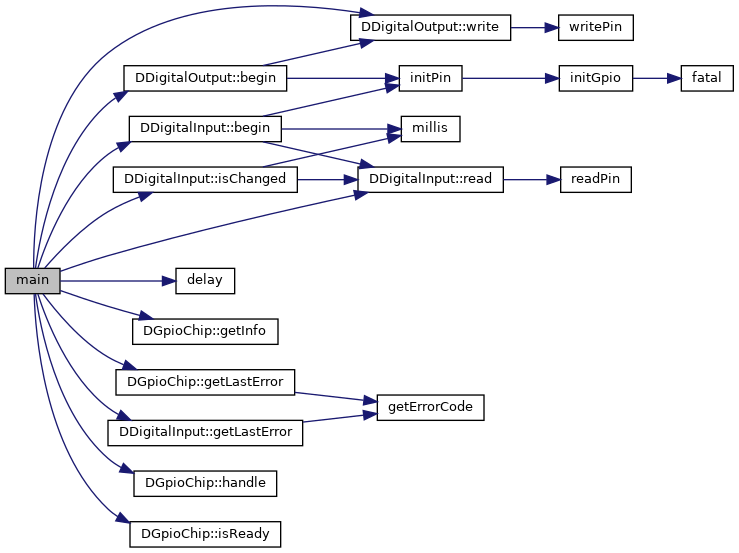 DDigitalOutput::write
writePin
DDigitalOutput::begin
initPin
initGpio
fatal
DDigitalInput::begin
millis
DDigitalInput::isChanged
DDigitalInput::read
readPin
main
delay
DGpioChip::getInfo
DGpioChip::getLastError
getErrorCode
DDigitalInput::getLastError
DGpioChip::handle
DGpioChip::isReady